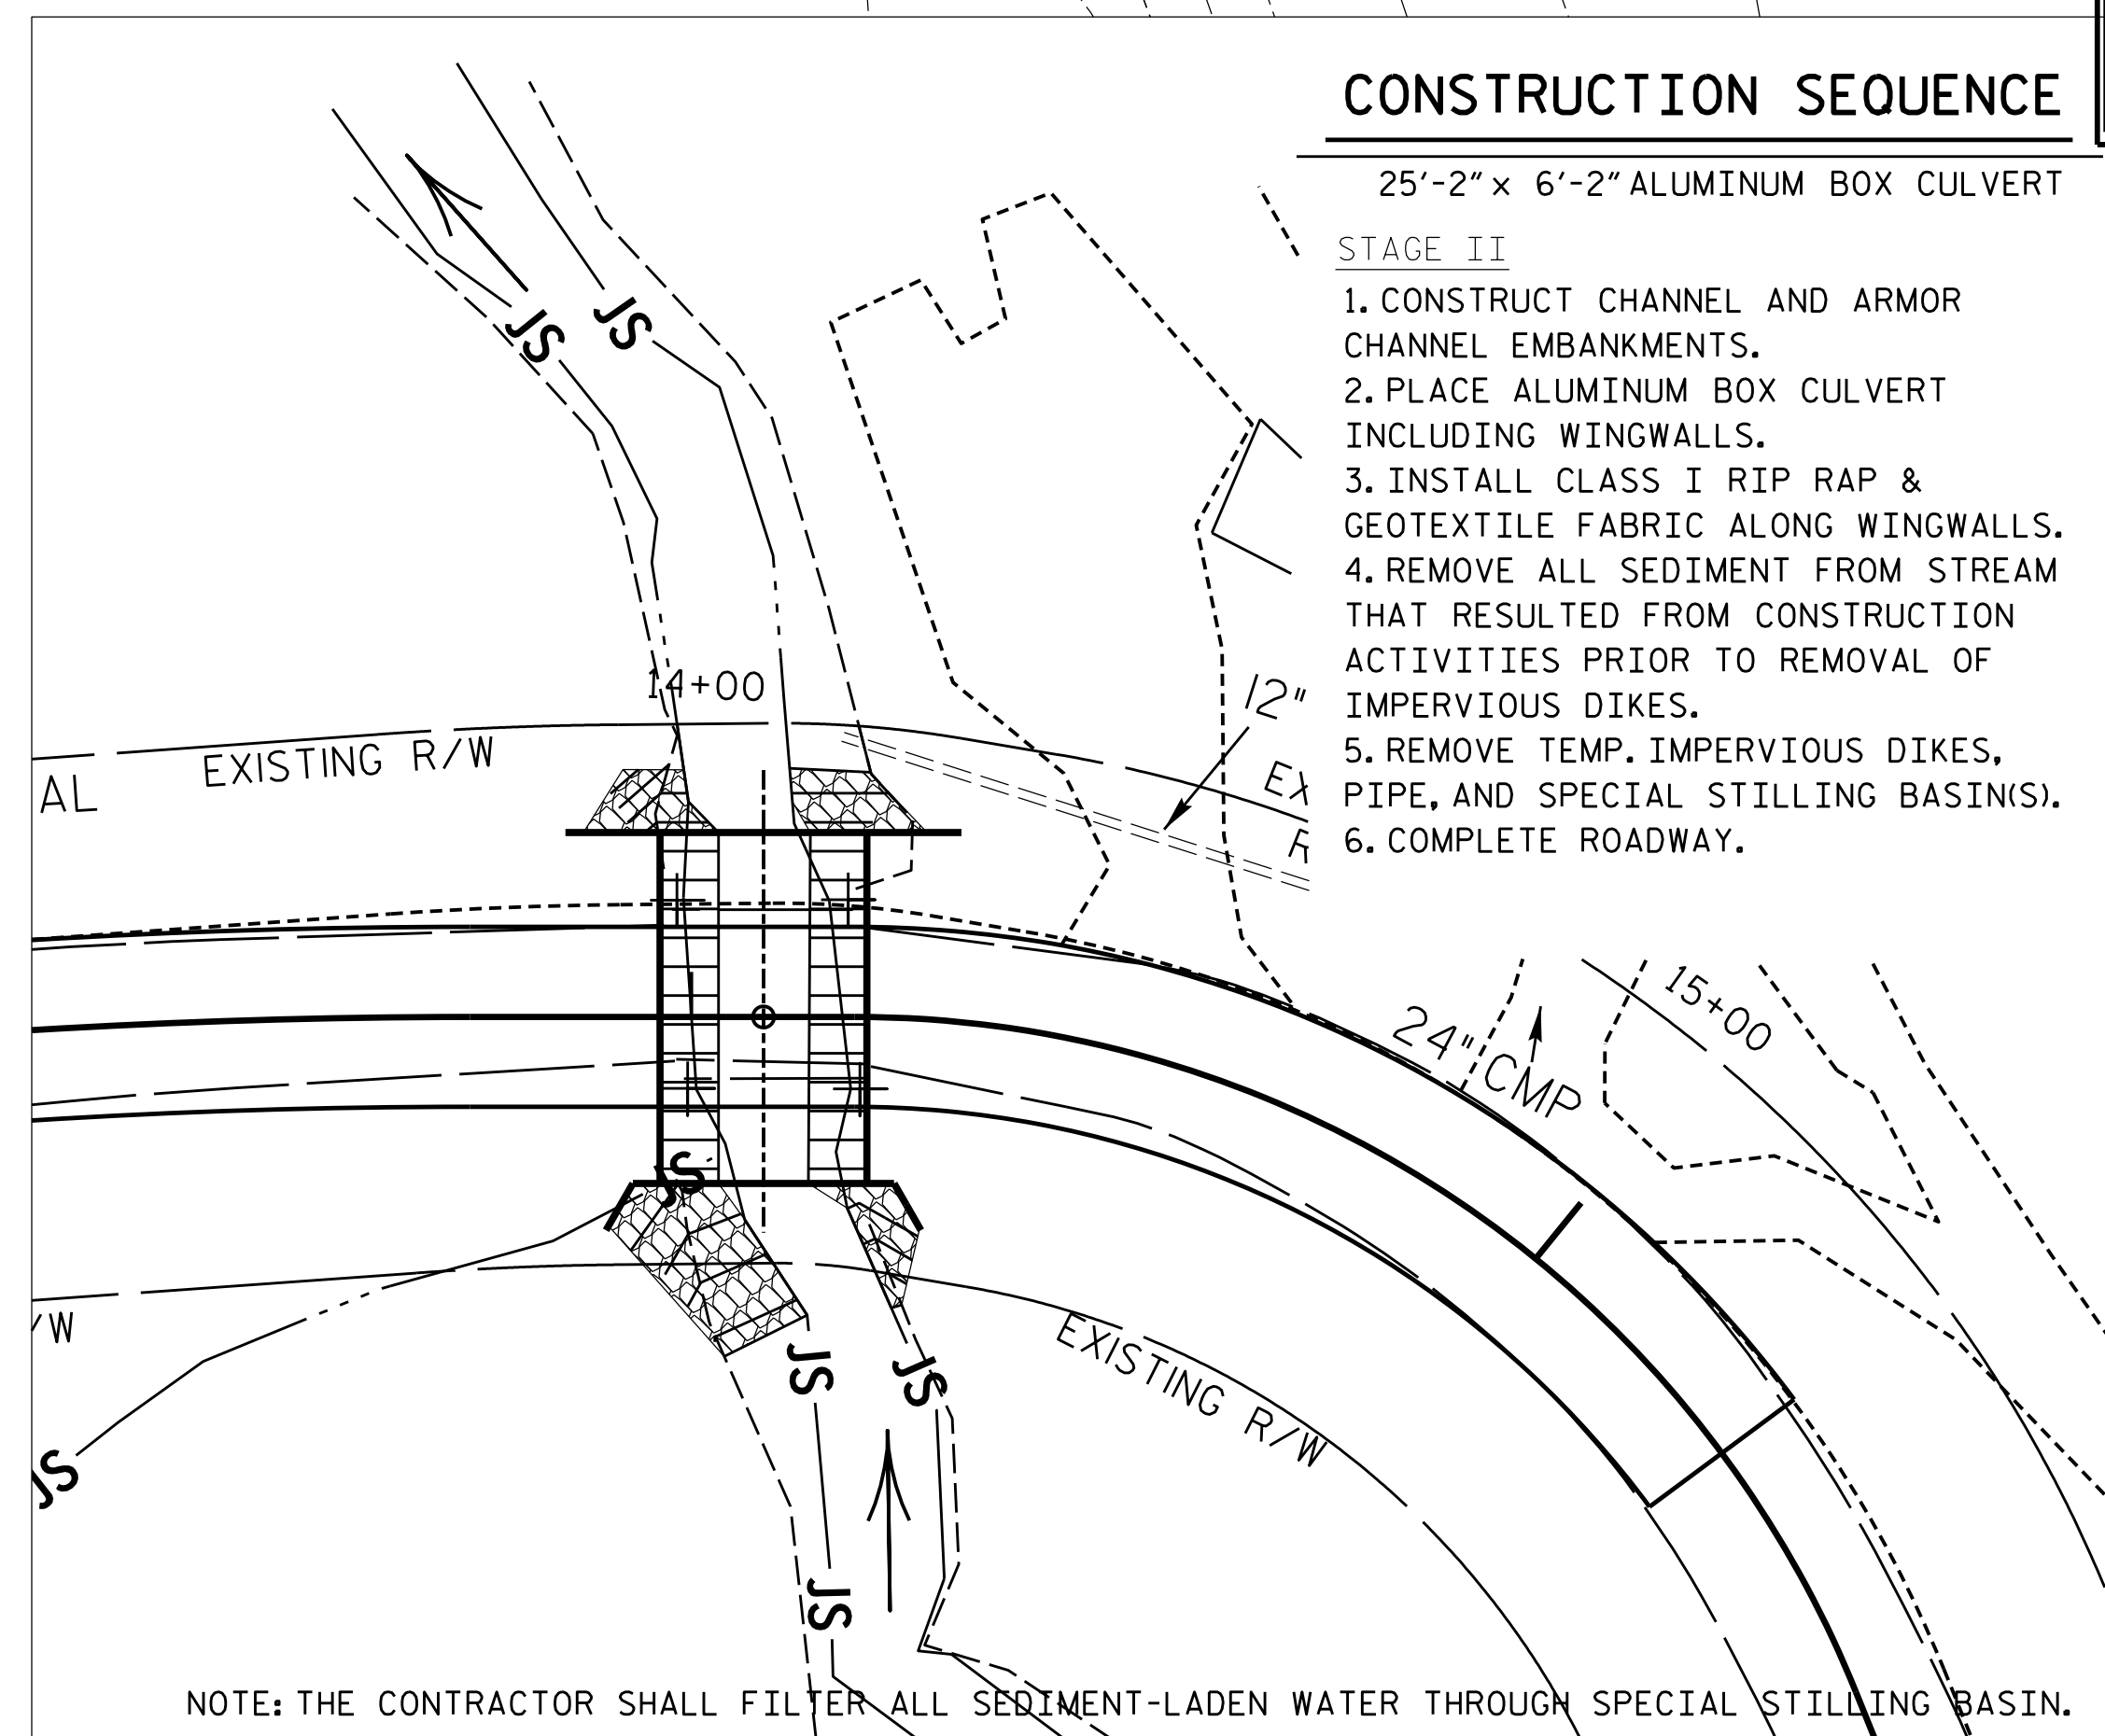 CONSTRUCTION SEQUENCE
25'-2" x 6'-2" ALUMINUM BOX CULVERT
STAGE II
1. CONSTRUCT CHANNEL AND ARMOR
CHANNEL EMBANKMENTS.
2. PLACE ALUMINUM BOX CULVERT
INCLUDING WINGWALLS.
3. INSTALL CLASS I RIP RAP &
GEOTEXTILE FABRIC ALONG WINGWALLS.
4. REMOVE ALL SEDIMENT FROM STREAM
THAT RESULTED FROM CONSTRUCTION
ACTIVITIES PRIOR TO REMOVAL OF
IMPERVIOUS DIKES.
5. REMOVE TEMP. IMPERVIOUS DIKES,
PIPE, AND SPECIAL STILLING BASIN(S).
6. COMPLETE ROADWAY.
JS
JS
14+00
12"
EXISTING R/W
AL
EX
15+00
24" CMP
JS
/W
EXISTING R/W
JS
JS
JS
JS
NOTE: THE CONTRACTOR SHALL FILTER ALL SEDIMENT-LADEN WATER THROUGH SPECIAL STILLING BASIN.